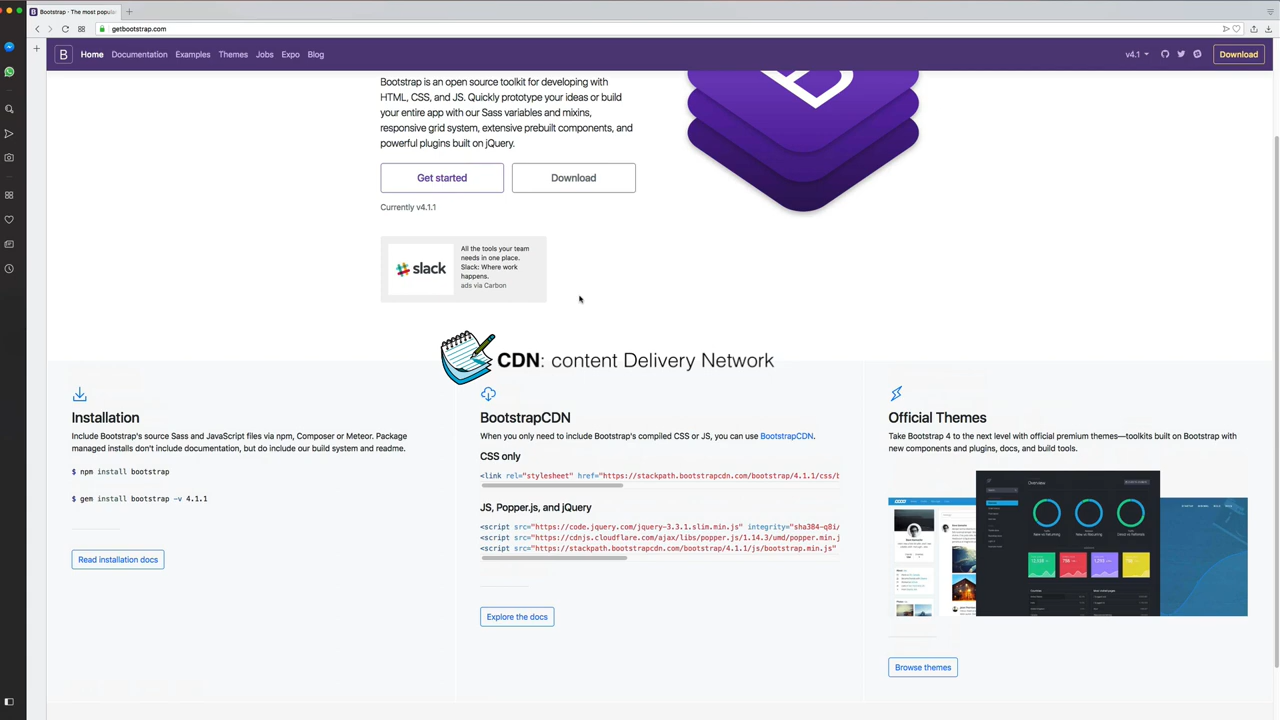 Bootstrap · The most popula
getbootstrap.com
B
Home
Documentation
Examples
Themes
Jobs
Expo
Blog
v4.1
Download
Bootstrap is an open source toolkit for developing with
HTML, CSS, and JS. Quickly prototype your ideas or build
your entire app with our Sass variables and mixins,
responsive grid system, extensive prebuilt components, and
powerful plugins built on jQuery.
Get started
Download
Currently v4.1.1
slack
All the tools your team
needs in one place.
Slack: Where work
happens.
ads via Carbon
CDN: content Delivery Network
Installation
Include Bootstrap's source Sass and JavaScript files via npm, Composer or Meteor. Package
managed installs don't include documentation, but do include our build system and readme.
$ npm install bootstrap
$ gem install bootstrap -v 4.1.1
Read installation docs
BootstrapCDN
When you only need to include Bootstrap's compiled CSS or JS, you can use BootstrapCDN.
CSS only
<link rel="stylesheet" href="https://stackpath.bootstrapcdn.com/bootstrap/4.1.1/css/b
JS, Popper.js, and jQuery
<script src="https://code.jquery.com/jquery-3.3.1.slim.min.js" integrity="sha384-q8i/
<script src="https://cdnjs.cloudflare.com/ajax/libs/popper.js/1.14.3/umd/popper.min.j
<script src="https://stackpath.bootstrapcdn.com/bootstrap/4.1.1/js/bootstrap.min.js"
Explore the docs
Official Themes
Take Bootstrap 4 to the next level with official premium themes—toolkits built on Bootstrap with
new components and plugins, docs, and build tools.
Overview
Browse themes